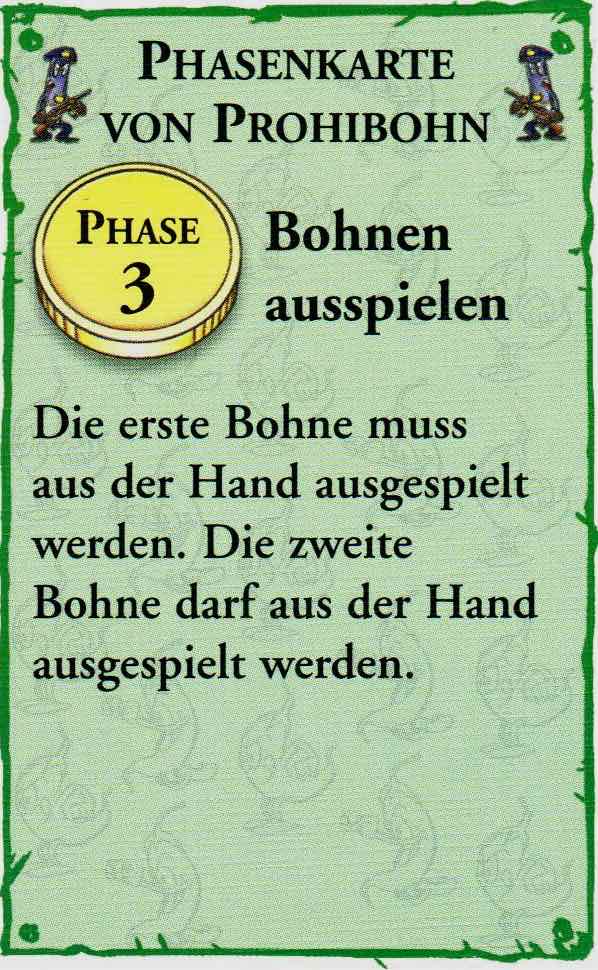 PHASENKARTE
VON PROHIBOHN
PHASE
3
Bohnen
ausspielen
Die erste Bohne muss
aus der Hand ausgespielt
werden. Die zweite
Bohne darf aus der Hand
ausgespielt werden.